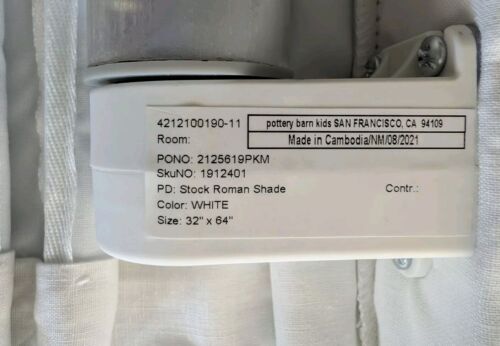 4212100190-11 pottery barn kids SAN FRANCISCO, CA 94109
Room: Made in Cambodia/NM/08/2021
PONO: 2125619PKM
SkuNO: 1912401
PD: Stock Roman Shade Contr.:
Color: WHITE
Size: 32" x 64"